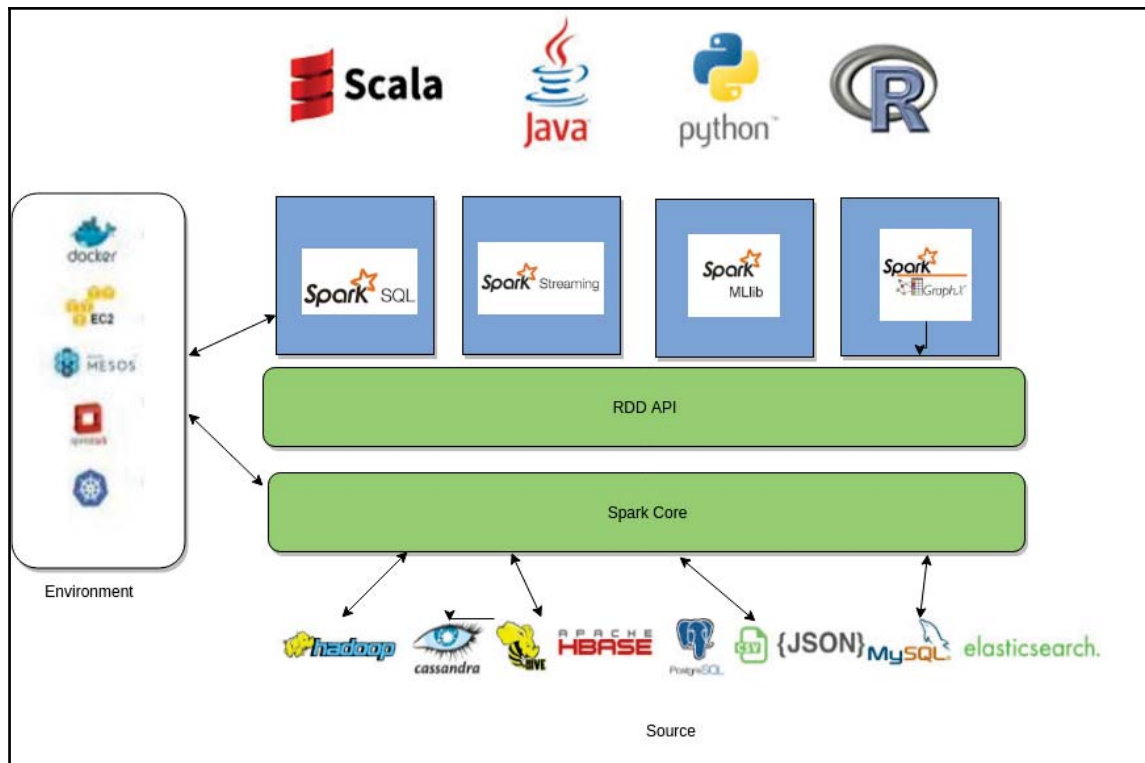 Scala
Java
python
R
docker
EC2
MESOS
Spark SQL
Spark Streaming
Spark MLlib
Spark GraphX
RDD API
Spark Core
Environment
hadoop
cassandra
HIVE
APACHE HBASE
PostgreSQL
CSV
{JSON}
MySQL
elasticsearch.
Source